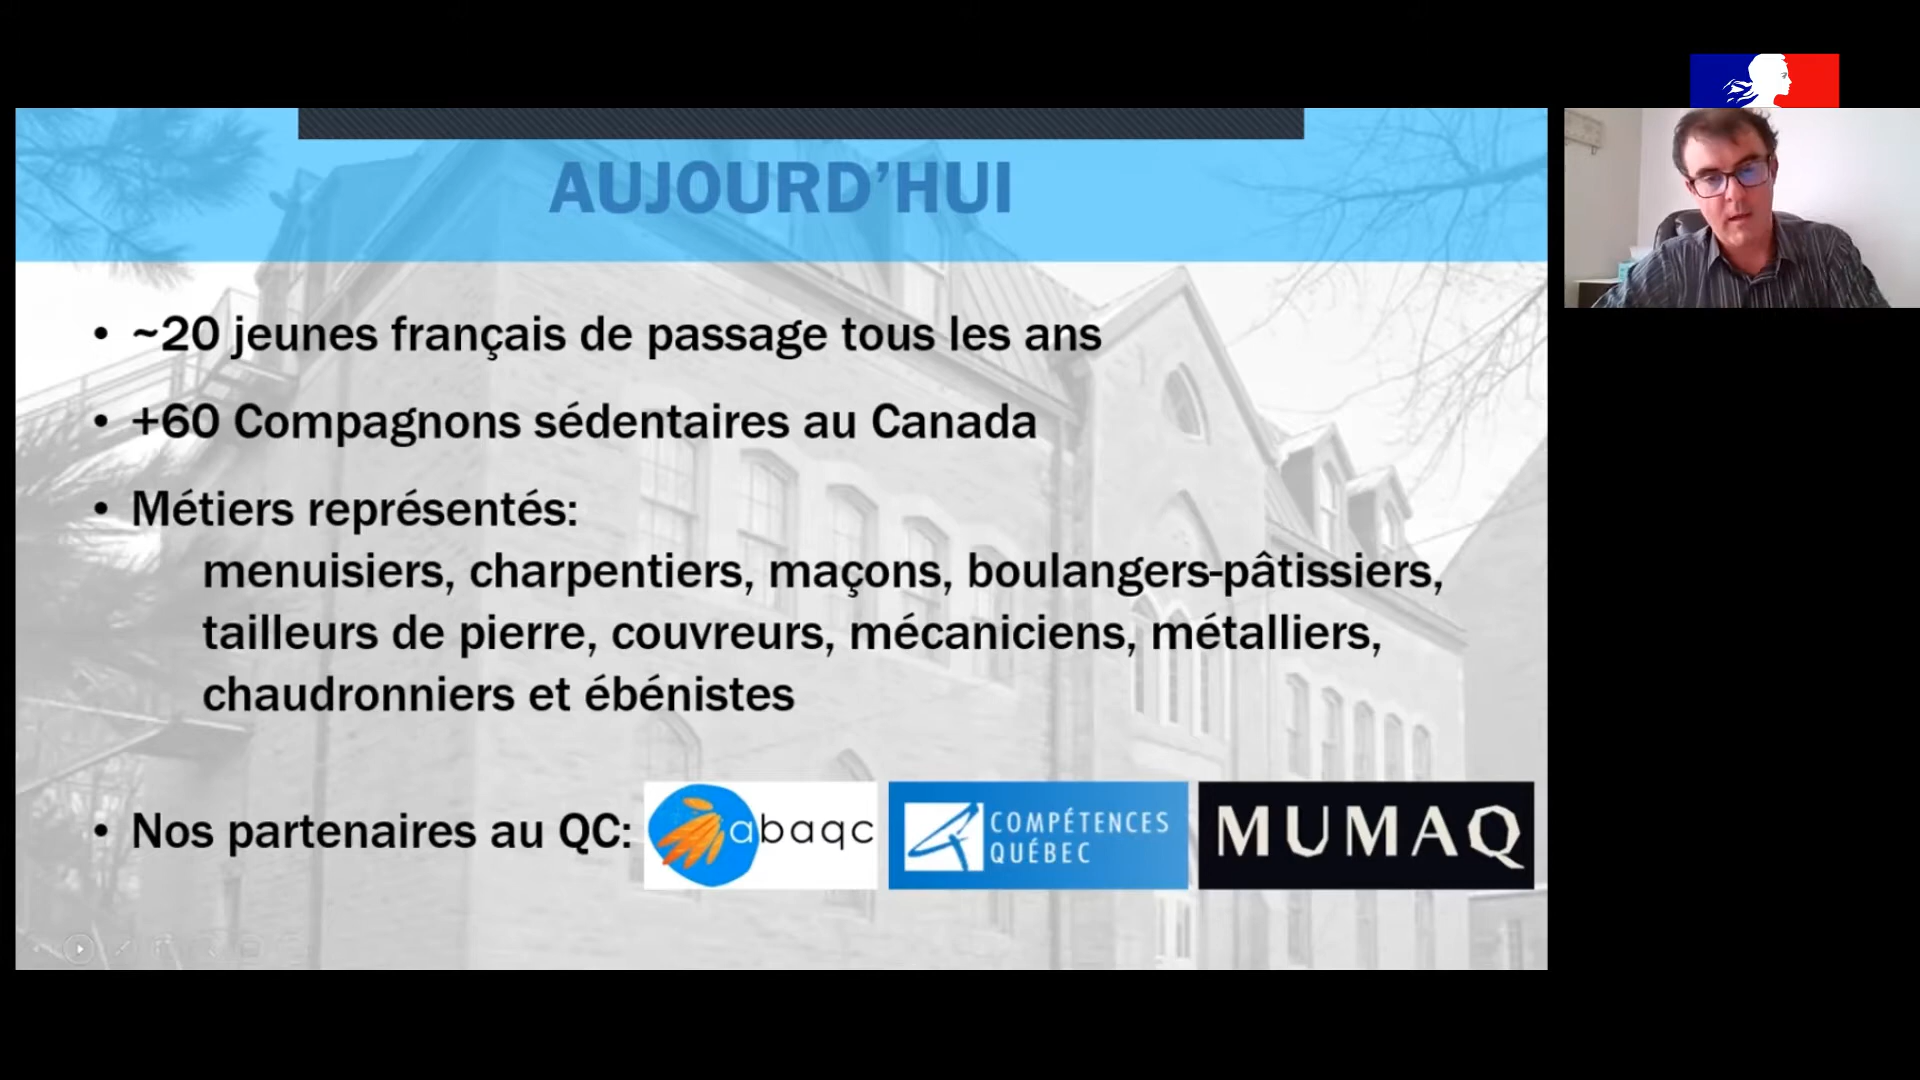 AUJOURD'HUI
• ~20 jeunes français de passage tous les ans
• +60 Compagnons sédentaires au Canada
• Métiers représentés:
menuisiers, charpentiers, maçons, boulangers-pâtissiers,
tailleurs de pierre, couvreurs, mécaniciens, métalliers,
chaudronniers et ébénistes
• Nos partenaires au QC:
abaqc
COMPÉTENCES
QUÉBEC
MUMAQ